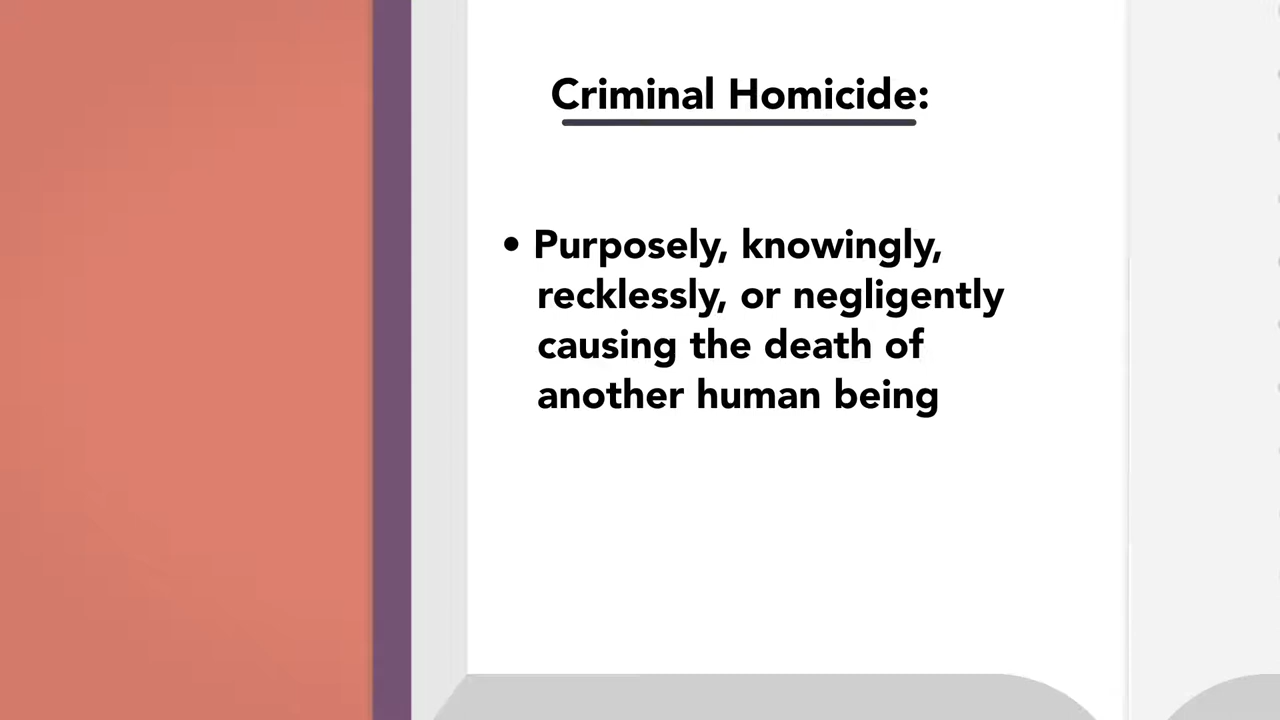 Criminal Homicide:
• Purposely, knowingly,
recklessly, or negligently
causing the death of
another human being